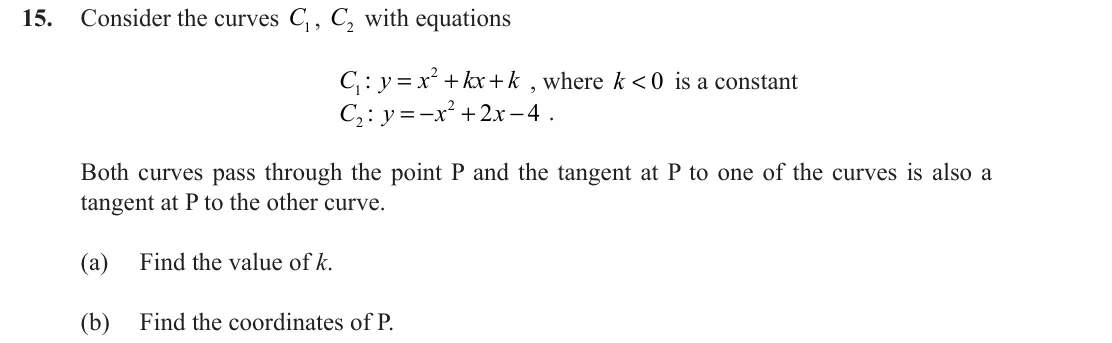 15. Consider the curves C₁, C₂ with equations
C₁: y = x² + kx + k , where k < 0 is a constant
C₂: y = −x² + 2x − 4 .
Both curves pass through the point P and the tangent at P to one of the curves is also a
tangent at P to the other curve.
(a) Find the value of k.
(b) Find the coordinates of P.